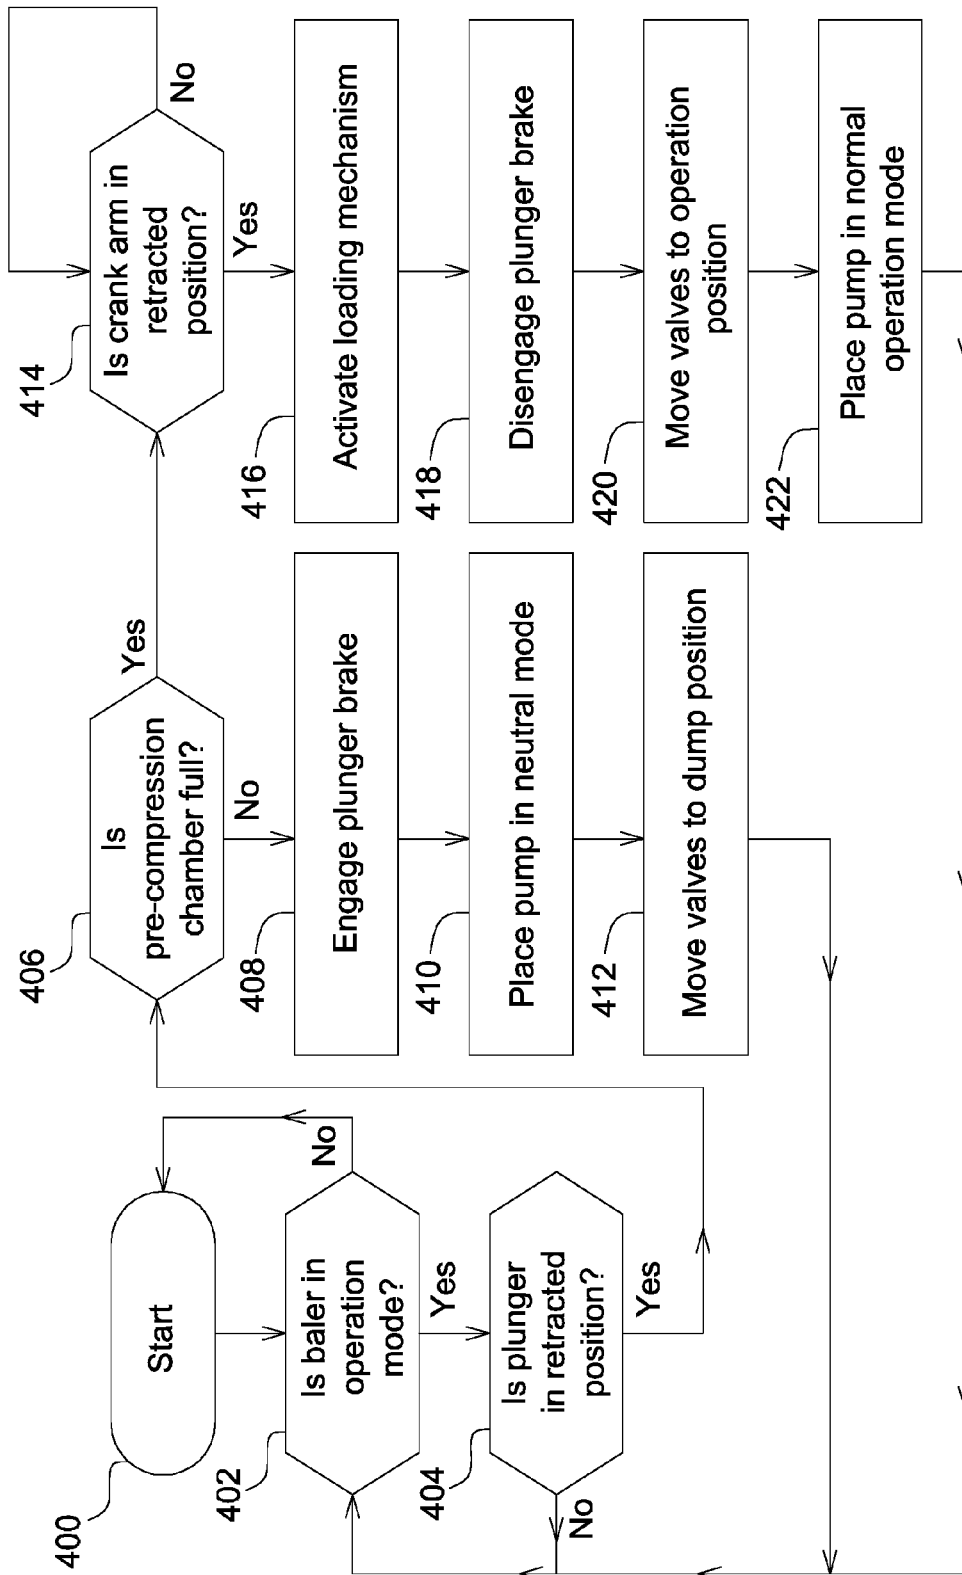 400
Start
402
Is baler in
operation
mode?
No
Yes
404
Is plunger
in retracted
position?
No
Yes
406
Is
pre-compression
chamber full?
Yes
No
408
Engage plunger brake
410
Place pump in neutral mode
412
Move valves to dump position
414
Is crank arm in
retracted
position?
No
Yes
416
Activate loading mechanism
418
Disengage plunger brake
420
Move valves to operation
position
422
Place pump in normal
operation mode